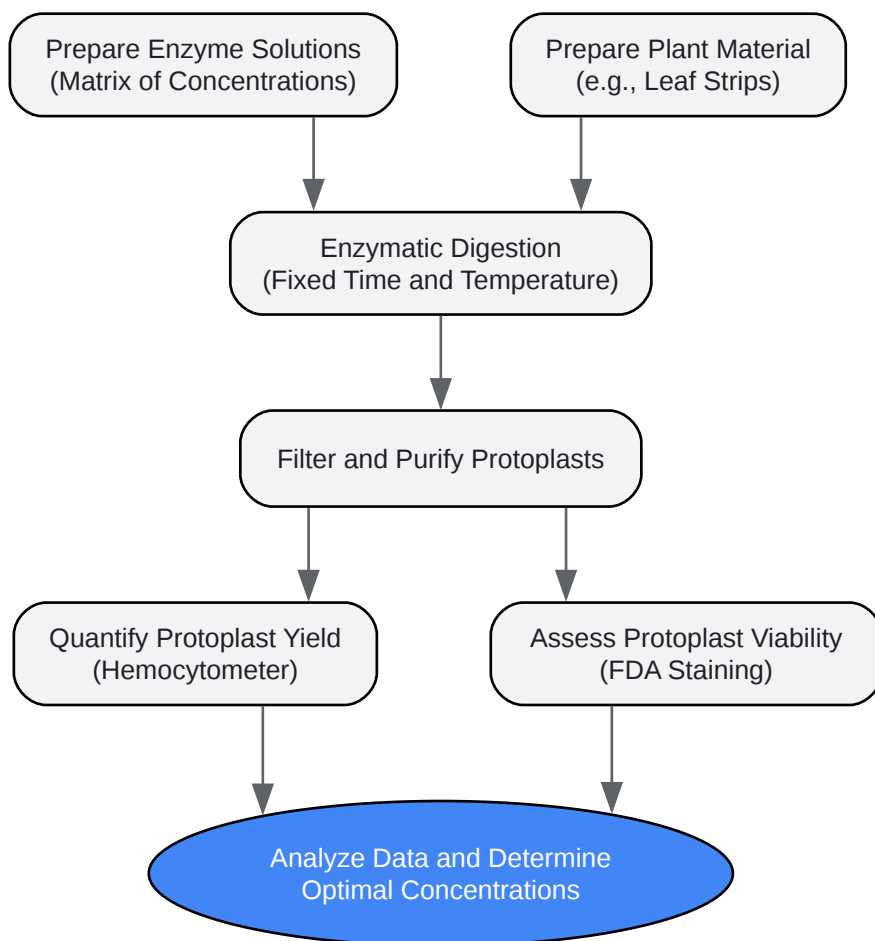 Prepare Enzyme Solutions
(Matrix of Concentrations)
Prepare Plant Material
(e.g., Leaf Strips)
Enzymatic Digestion
(Fixed Time and Temperature)
Filter and Purify Protoplasts
Quantify Protoplast Yield
(Hemocytometer)
Assess Protoplast Viability
(FDA Staining)
Analyze Data and Determine
Optimal Concentrations